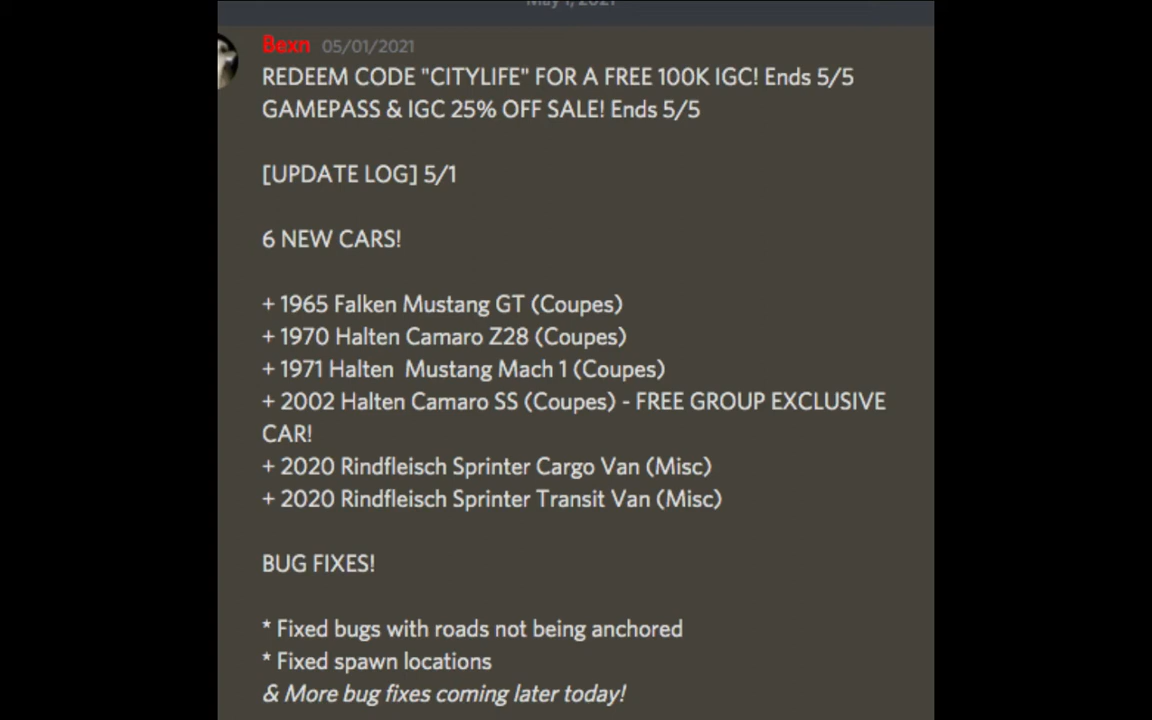 May 1, 2021
Bexn 05/01/2021
REDEEM CODE "CITYLIFE" FOR A FREE 100K IGC! Ends 5/5
GAMEPASS & IGC 25% OFF SALE! Ends 5/5
[UPDATE LOG] 5/1
6 NEW CARS!
+ 1965 Falken Mustang GT (Coupes)
+ 1970 Halten Camaro Z28 (Coupes)
+ 1971 Halten  Mustang Mach 1 (Coupes)
+ 2002 Halten Camaro SS (Coupes) - FREE GROUP EXCLUSIVE
CAR!
+ 2020 Rindfleisch Sprinter Cargo Van (Misc)
+ 2020 Rindfleisch Sprinter Transit Van (Misc)
BUG FIXES!
* Fixed bugs with roads not being anchored
* Fixed spawn locations
& More bug fixes coming later today!